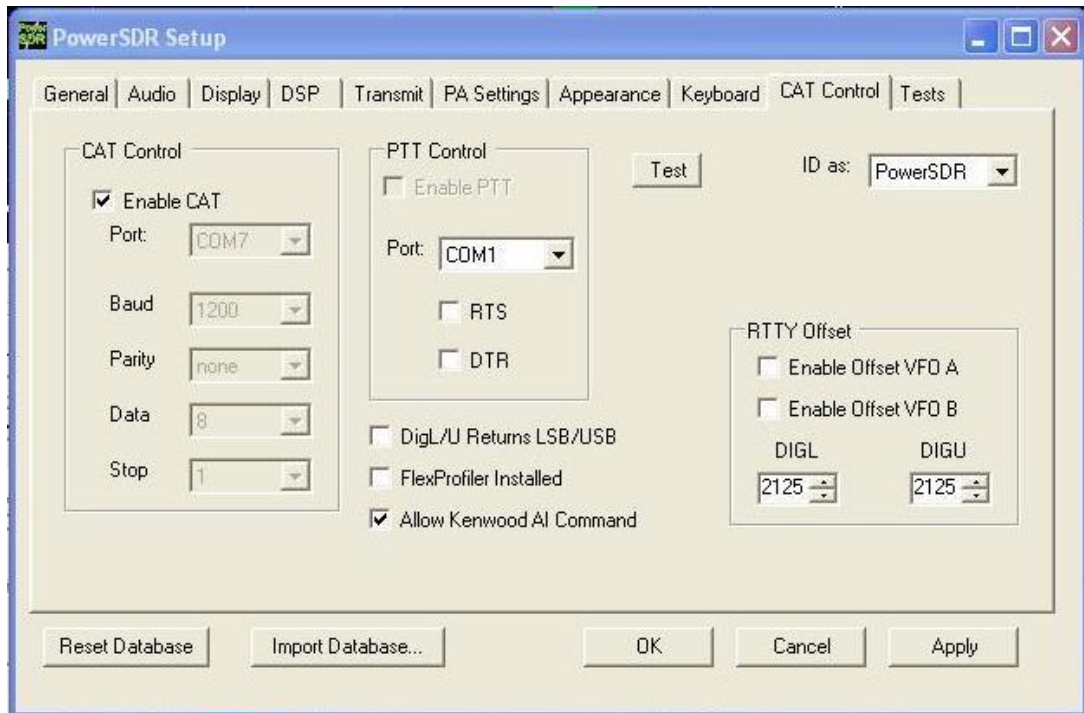 Power SDR PowerSDR Setup
General Audio Display DSP Transmit PA Settings Appearance Keyboard CAT Control Tests
CAT Control
Enable CAT
Port: COM7
Baud 1200
Parity none
Data 8
Stop 1
PTT Control
Enable PTT
Port: COM1
RTS
DTR
DigL/U Returns LSB/USB
FlexProfiler Installed
Allow Kenwood AI Command
Test
ID as: PowerSDR
RTTY Offset
Enable Offset VFO A
Enable Offset VFO B
DIGL DIGU
2125 2125
Reset Database Import Database... OK Cancel Apply